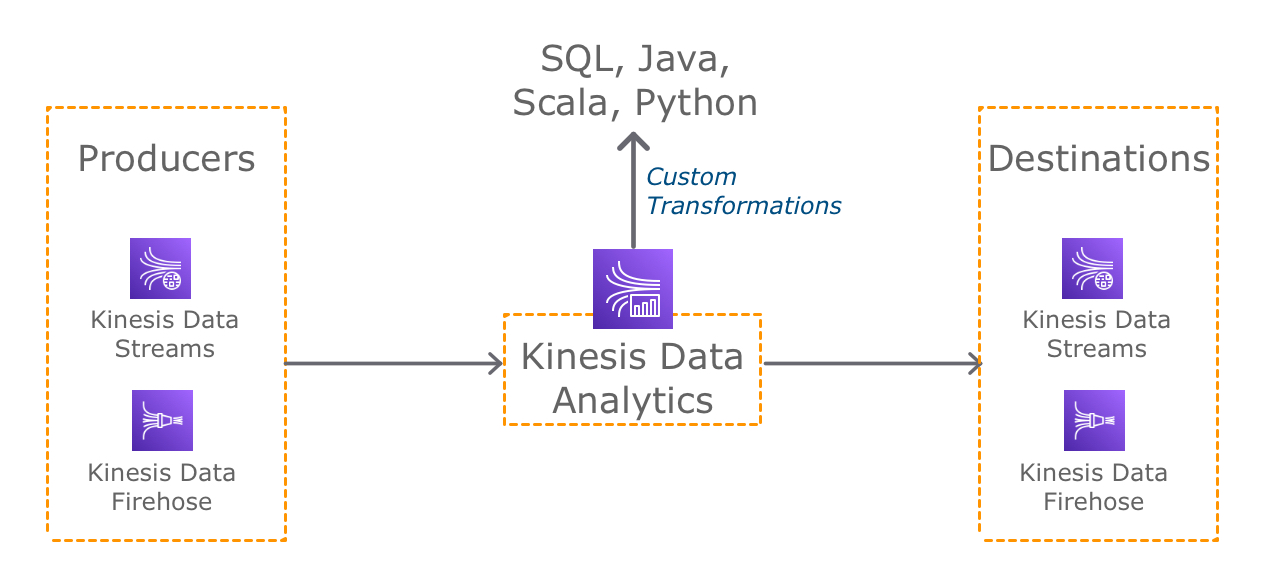 SQL, Java,
Scala, Python
Custom
Transformations
Producers
Kinesis Data
Streams
Kinesis Data
Firehose
Kinesis Data
Analytics
Destinations
Kinesis Data
Streams
Kinesis Data
Firehose